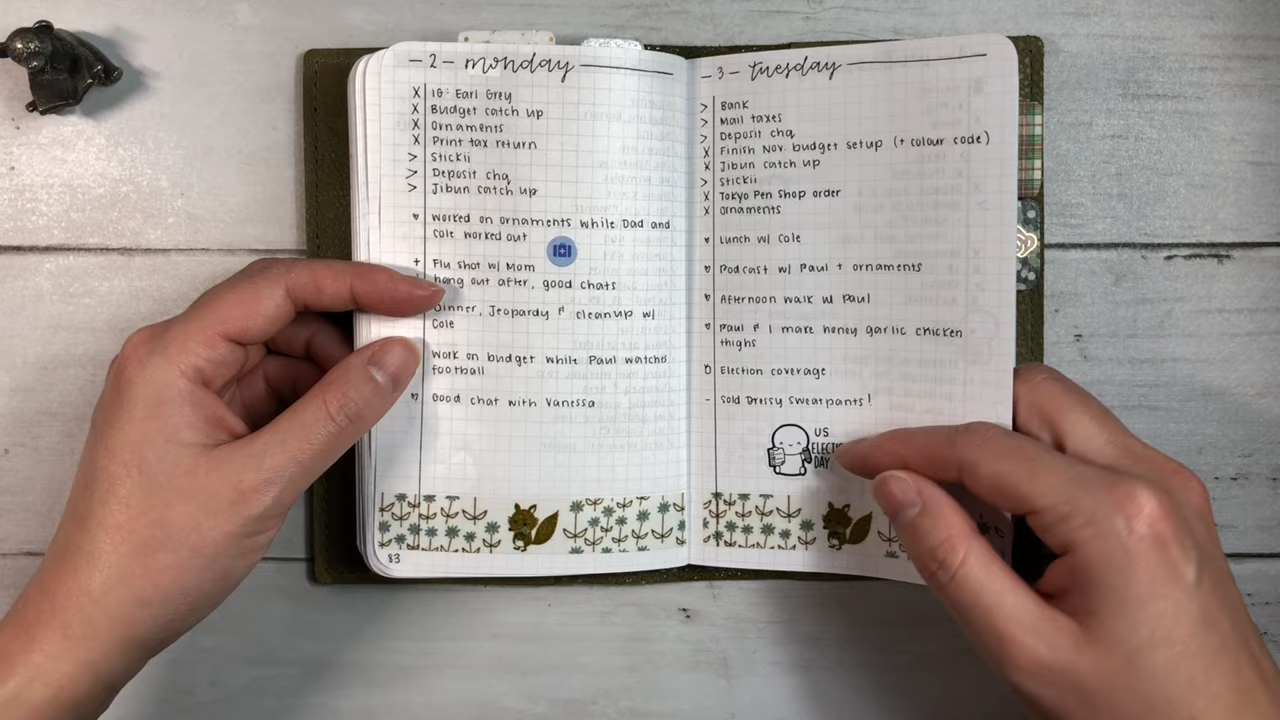 -2- monday
X IG: Earl Grey
X Budget catch up
X Ornaments
X Print tax return
> Stickii
> Deposit chq
> Jibun catch up
♥ Worked on ornaments while Dad and
Cole worked out
+ Flu shot w/ Mom
hang out after, good chats
Dinner, Jeopardy & cleanup w/
Cole
Work on budget while Paul watches
football
♥ Good chat with Vanessa
83
-3- tuesday
> Bank
> Mail taxes
> Deposit chq
X Finish Nov. budget setup (+ colour code)
X Jibun catch up
> Stickii
X Tokyo Pen Shop order
X Ornaments
♥ Lunch w/ Cole
♥ Podcast w/ Paul + ornaments
♥ Afternoon walk w/ Paul
♥ Paul & I make honey garlic chicken
thighs
Election coverage
- Sold Dressy Sweatpants!
US
DAY